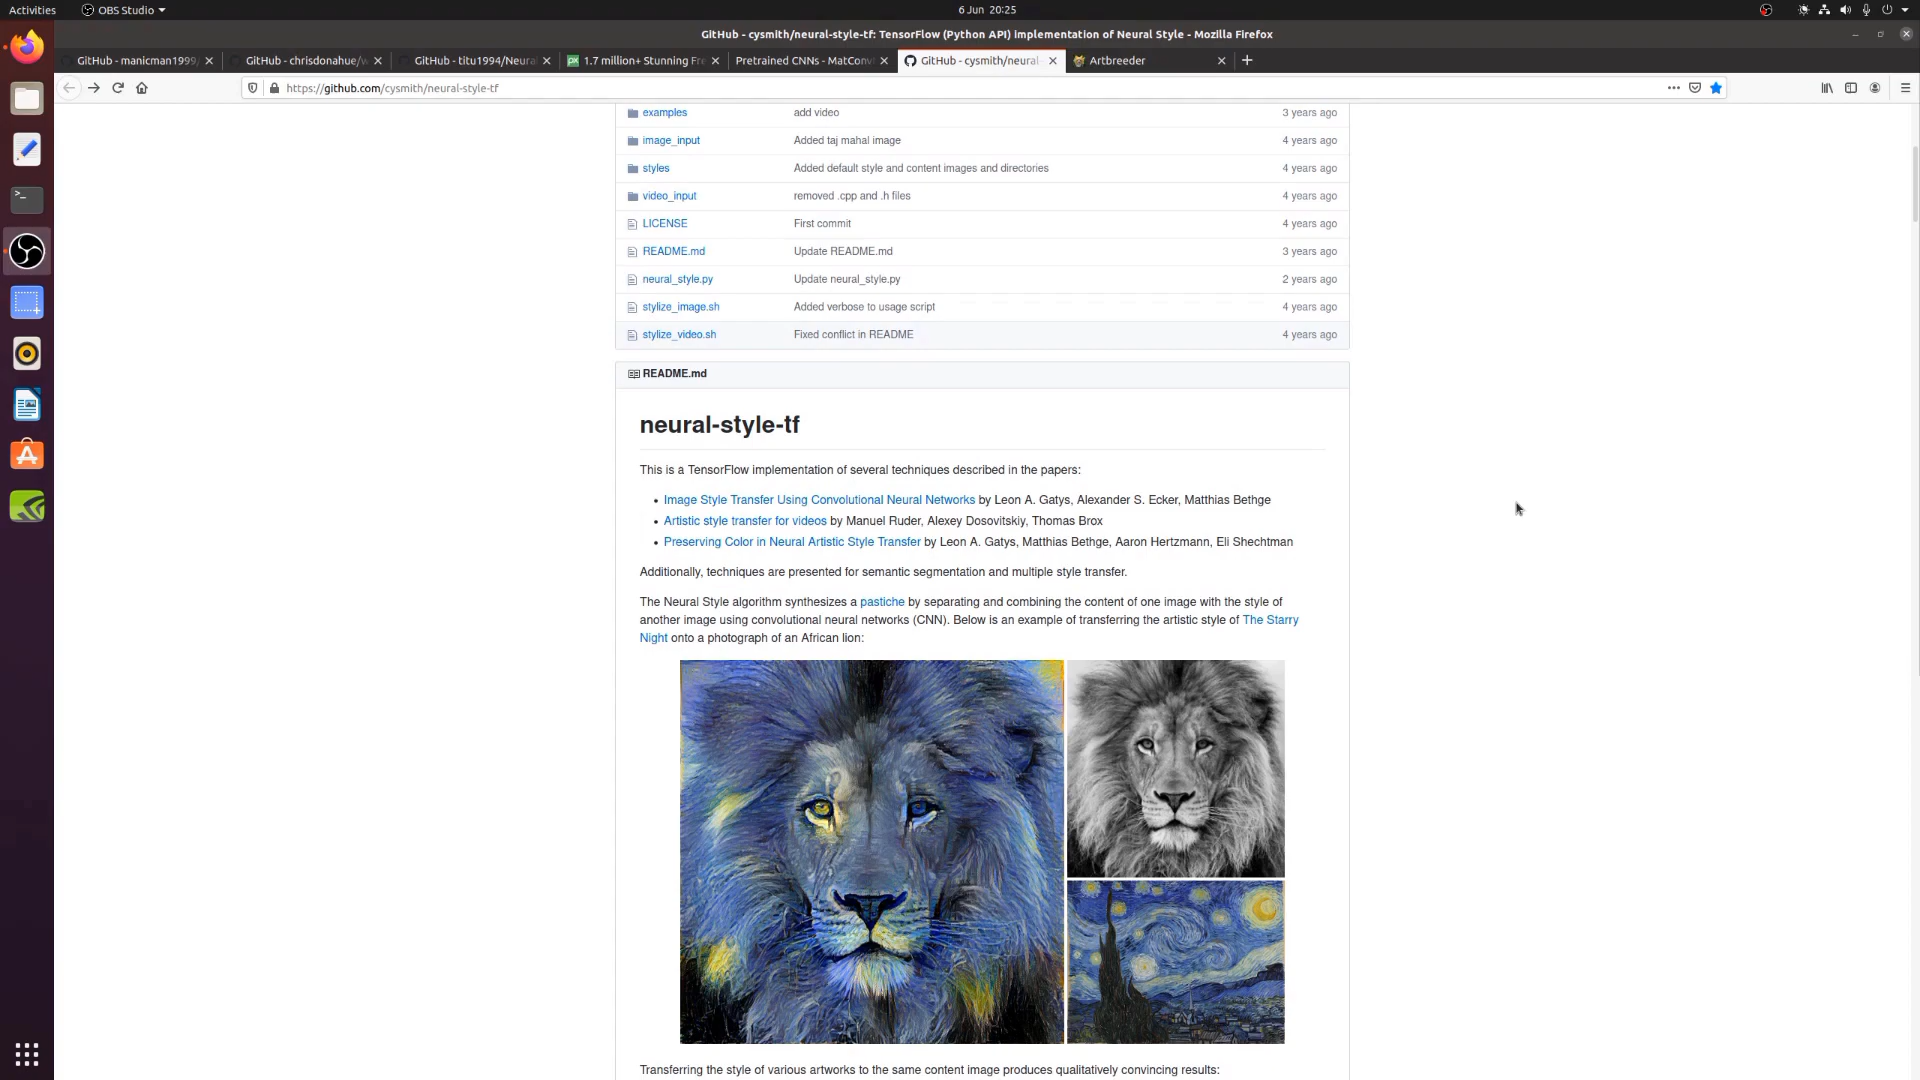 Activities
OBS Studio
6 Jun 20:25
GitHub - cysmith/neural-style-tf: TensorFlow (Python API) implementation of Neural Style - Mozilla Firefox
GitHub - manicman1999/
GitHub - chrisdonahue/w
GitHub - titu1994/Neural
1.7 million+ Stunning Fre
Pretrained CNNs - MatConv
GitHub - cysmith/neural-
Artbreeder
https://github.com/cysmith/neural-style-tf
examples add video 3 years ago
image_input Added taj mahal image 4 years ago
styles Added default style and content images and directories 4 years ago
video_input removed .cpp and .h files 4 years ago
LICENSE First commit 4 years ago
README.md Update README.md 3 years ago
neural_style.py Update neural_style.py 2 years ago
stylize_image.sh Added verbose to usage script 4 years ago
stylize_video.sh Fixed conflict in README 4 years ago
README.md
neural-style-tf
This is a TensorFlow implementation of several techniques described in the papers:
• Image Style Transfer Using Convolutional Neural Networks by Leon A. Gatys, Alexander S. Ecker, Matthias Bethge
• Artistic style transfer for videos by Manuel Ruder, Alexey Dosovitskiy, Thomas Brox
• Preserving Color in Neural Artistic Style Transfer by Leon A. Gatys, Matthias Bethge, Aaron Hertzmann, Eli Shechtman
Additionally, techniques are presented for semantic segmentation and multiple style transfer.
The Neural Style algorithm synthesizes a pastiche by separating and combining the content of one image with the style of
another image using convolutional neural networks (CNN). Below is an example of transferring the artistic style of The Starry
Night onto a photograph of an African lion:
Transferring the style of various artworks to the same content image produces qualitatively convincing results: